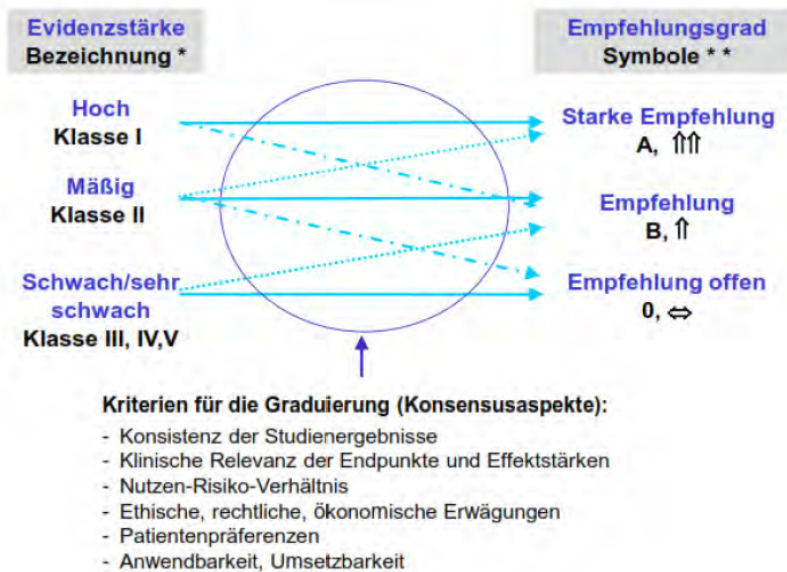 Evidenzstärke
Bezeichnung *
Empfehlungsgrad
Symbole * *
Hoch
Klasse I
Starke Empfehlung
A, ⇑⇑
Mäßig
Klasse II
Empfehlung
B, ⇑
Schwach/sehr
schwach
Klasse III, IV,V
Empfehlung offen
0, ⇔
Kriterien für die Graduierung (Konsensusaspekte):
- Konsistenz der Studienergebnisse
- Klinische Relevanz der Endpunkte und Effektstärken
- Nutzen-Risiko-Verhältnis
- Ethische, rechtliche, ökonomische Erwägungen
- Patientenpräferenzen
- Anwendbarkeit, Umsetzbarkeit